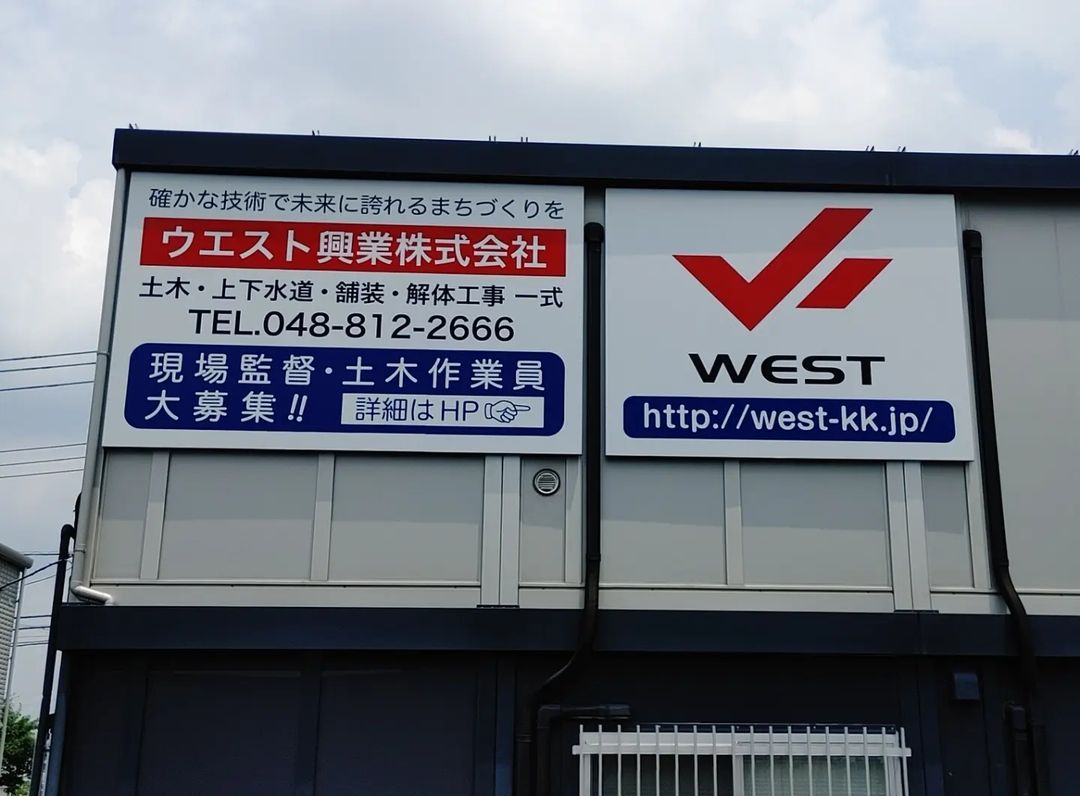 確かな技術で未来に誇れるまちづくりを
ウエスト興業株式会社
土木・上下水道・舗装・解体工事 一式
TEL.048-812-2666
現場監督・土木作業員
大募集!! 詳細はHP
WEST
http://west-kk.jp/